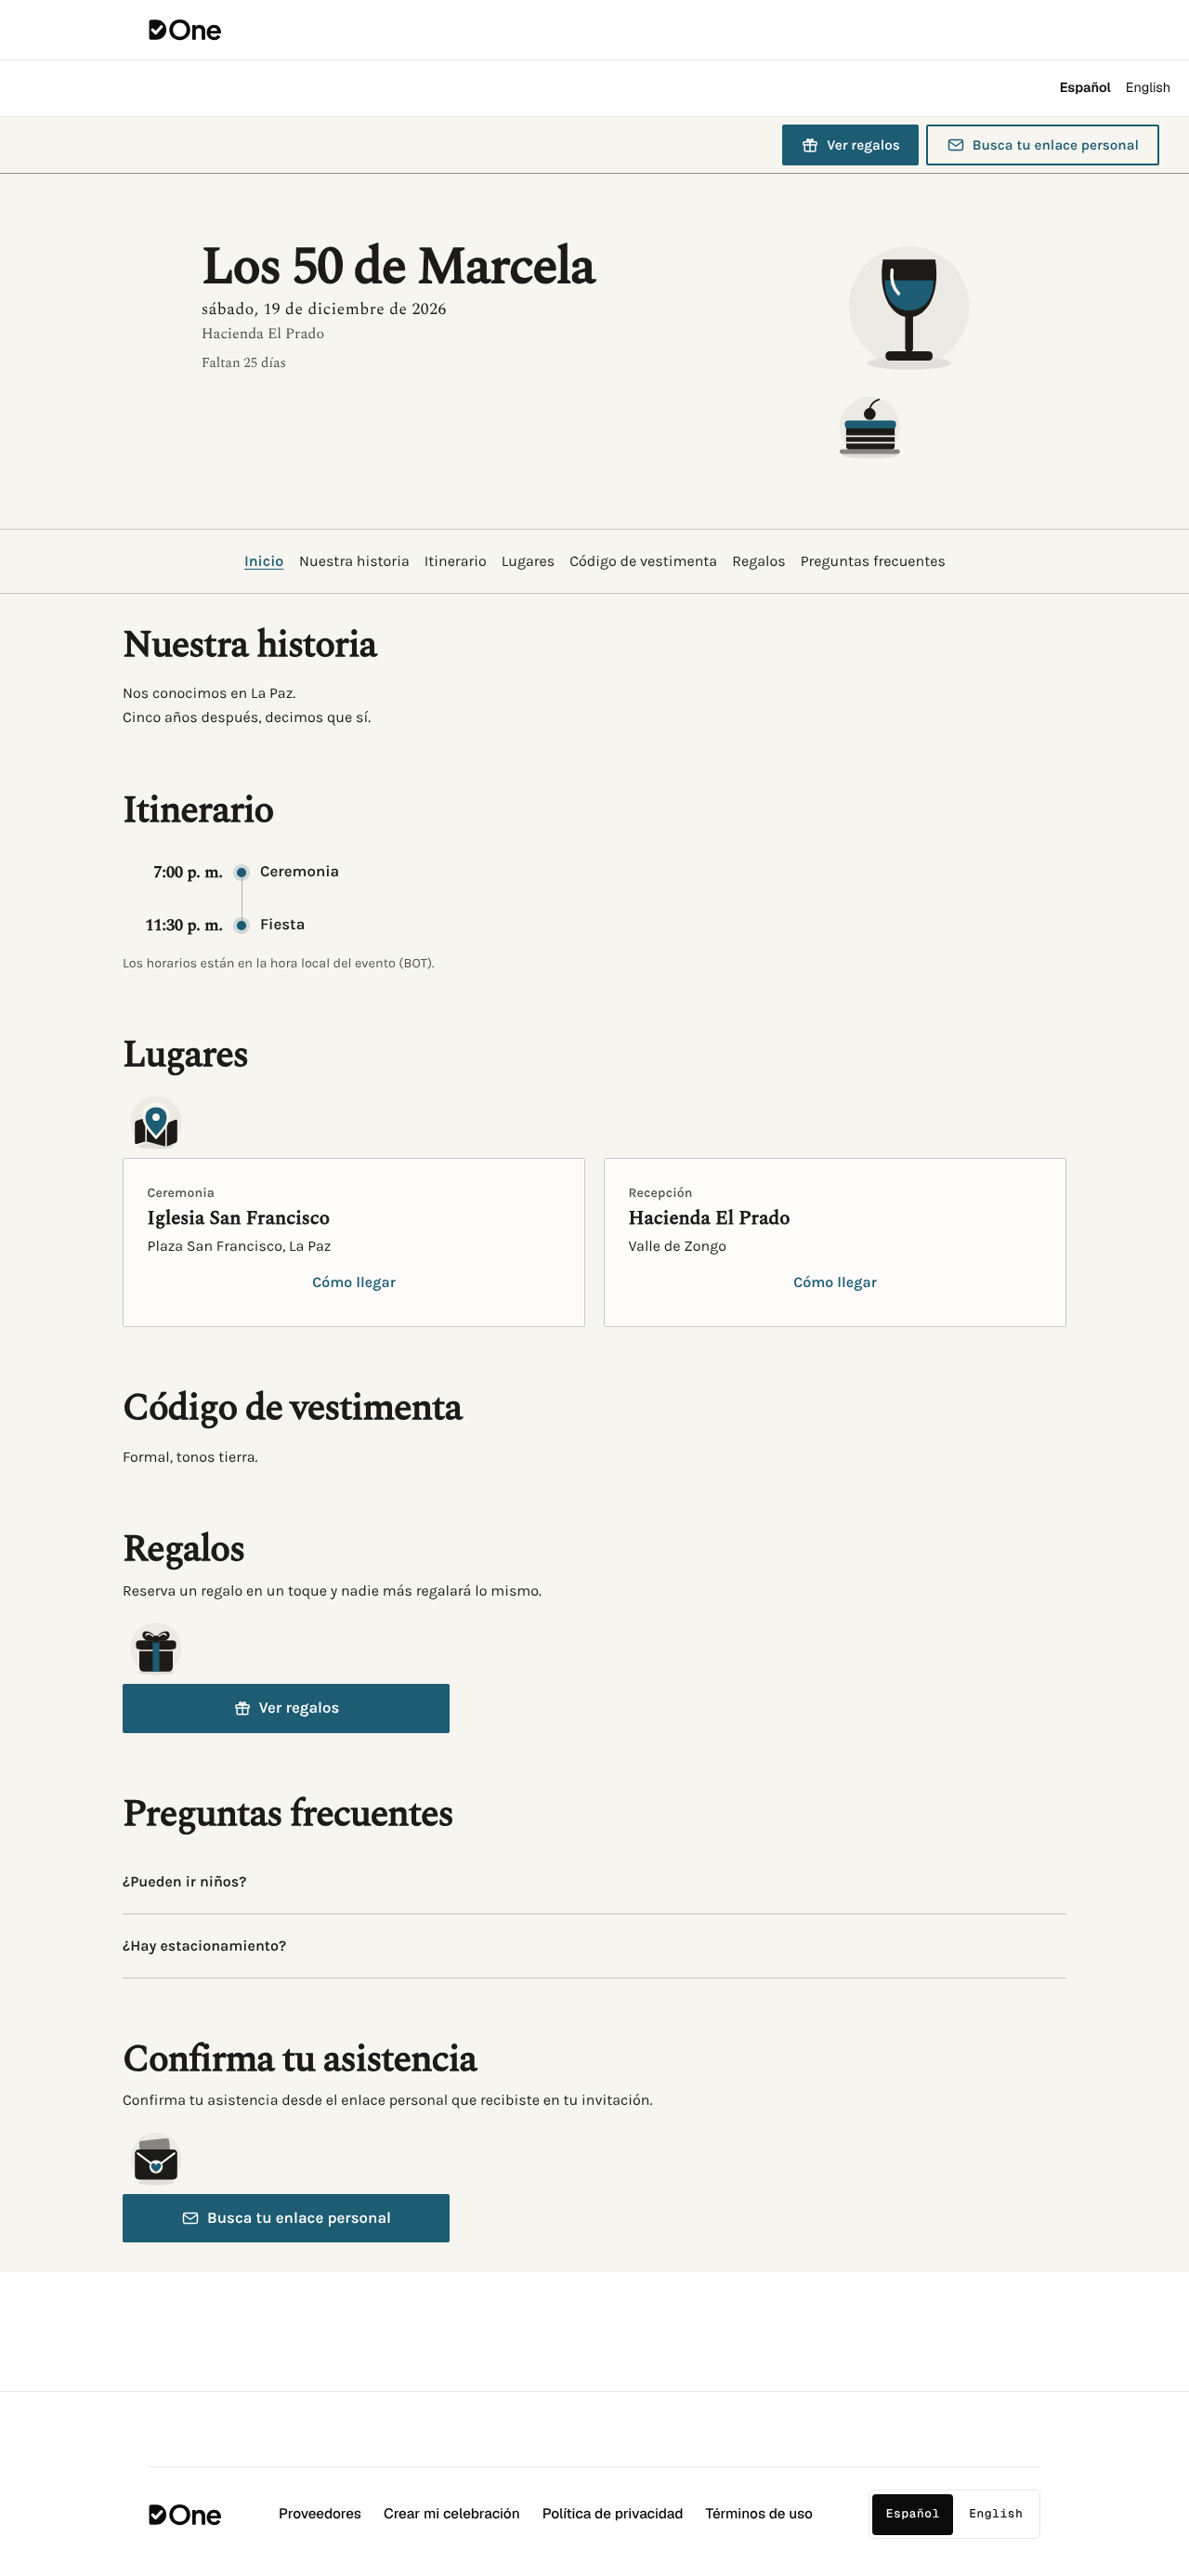 One
Español English
Ver regalos Busca tu enlace personal
Los 50 de Marcela
sábado, 19 de diciembre de 2026
Hacienda El Prado
Faltan 25 días
Inicio Nuestra historia Itinerario Lugares Código de vestimenta Regalos Preguntas frecuentes
Nuestra historia
Nos conocimos en La Paz.
Cinco años después, decimos que sí.
Itinerario
7:00 p. m. Ceremonia
11:30 p. m. Fiesta
Los horarios están en la hora local del evento (BOT).
Lugares
Ceremonia
Iglesia San Francisco
Plaza San Francisco, La Paz
Cómo llegar
Recepción
Hacienda El Prado
Valle de Zongo
Cómo llegar
Código de vestimenta
Formal, tonos tierra.
Regalos
Reserva un regalo en un toque y nadie más regalará lo mismo.
Ver regalos
Preguntas frecuentes
¿Pueden ir niños?
¿Hay estacionamiento?
Confirma tu asistencia
Confirma tu asistencia desde el enlace personal que recibiste en tu invitación.
Busca tu enlace personal
One
Proveedores Crear mi celebración Política de privacidad Términos de uso Español English